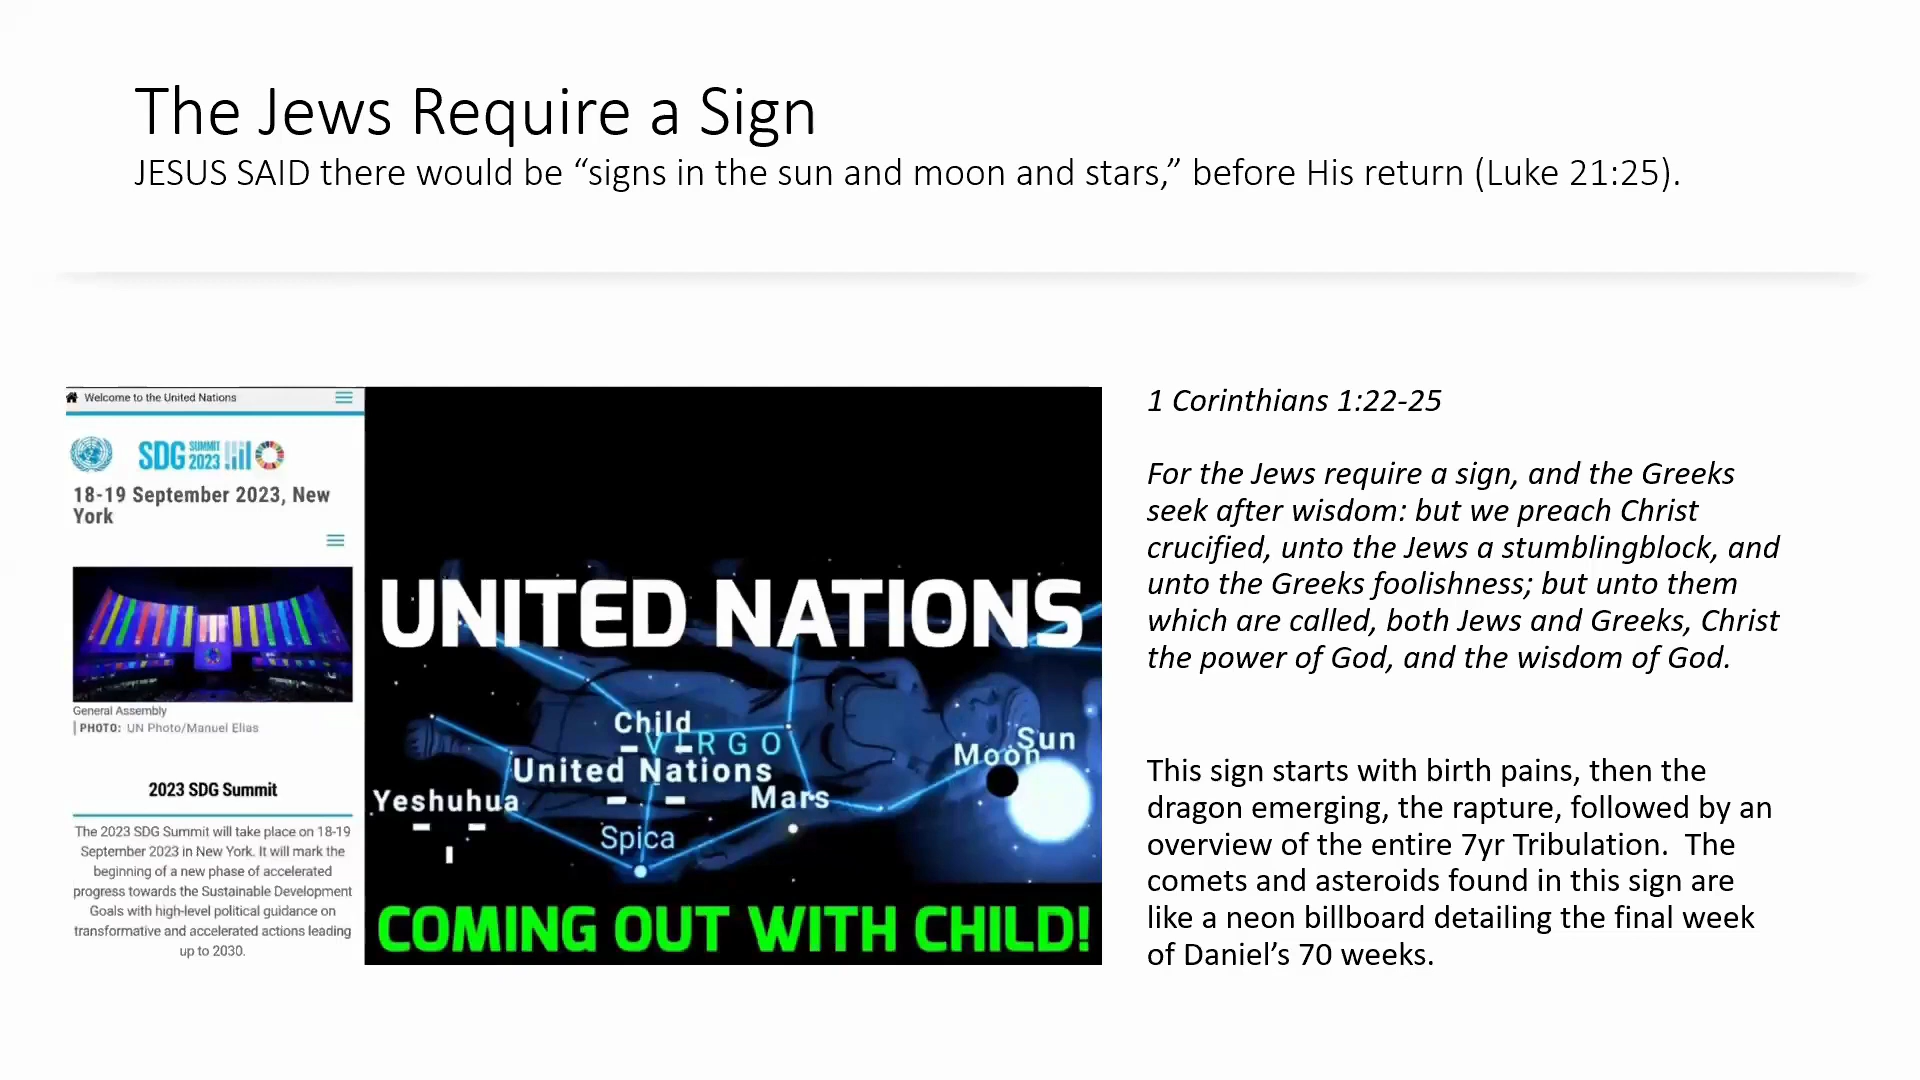 The Jews Require a Sign
JESUS SAID there would be “signs in the sun and moon and stars,” before His return (Luke 21:25).
Welcome to the United Nations
SDG SUMMIT 2023
18-19 September 2023, New
York
General Assembly
PHOTO: UN Photo/Manuel Elias
2023 SDG Summit
The 2023 SDG Summit will take place on 18-19
September 2023 in New York. It will mark the
beginning of a new phase of accelerated
progress towards the Sustainable Development
Goals with high-level political guidance on
transformative and accelerated actions leading
up to 2030.
UNITED NATIONS
Child
VIRGO
United Nations
Yeshuhua
Mars
Moon
Sun
Spica
COMING OUT WITH CHILD!
1 Corinthians 1:22-25
For the Jews require a sign, and the Greeks
seek after wisdom: but we preach Christ
crucified, unto the Jews a stumblingblock, and
unto the Greeks foolishness; but unto them
which are called, both Jews and Greeks, Christ
the power of God, and the wisdom of God.
This sign starts with birth pains, then the
dragon emerging, the rapture, followed by an
overview of the entire 7yr Tribulation. The
comets and asteroids found in this sign are
like a neon billboard detailing the final week
of Daniel’s 70 weeks.